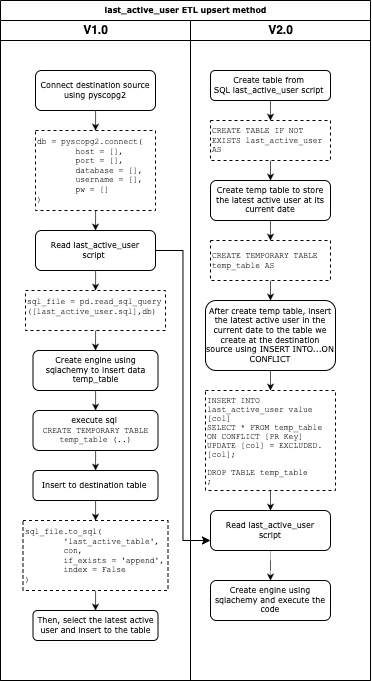 last_active_user ETL upsert method
V1.0
Connect destination source
using pyscopg2
db = pyscopg2.connect(
host = [],
port = [],
database = [],
username = [],
pw = []
)
Read last_active_user
script
sql_file = pd.read_sql_query
([last_active_user.sql],db)
Create engine using
sqlachemy to insert data
temp_table
execute sql
CREATE TEMPORARY TABLE
temp_table (..)
Insert to destination table
sql_file.to_sql(
'last_active_table',
con,
if_exists = 'append',
index = False
)
Then, select the latest active
user and insert to the table
V2.0
Create table from
SQL last_active_user script
CREATE TABLE IF NOT
EXISTS last_active_user
AS
Create temp table to store
the latest active user at its
current date
CREATE TEMPORARY TABLE
temp_table AS
After create temp table, insert
the latest active user in the
current date to the table we
create at the destination
source using INSERT INTO...ON
CONFLICT
INSERT INTO
last_active_user value
[col]
SELECT * FROM temp_table
ON CONFLICT [PR Key]
UPDATE [col] = EXCLUDED.
[col];
DROP TABLE temp_table
;
Read last_active_user
script
Create engine using
sqlachemy and execute the
code